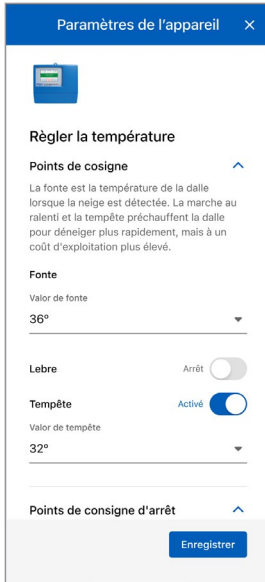 Paramètres de l'appareil
Règler la température
Points de cosigne
La fonte est la température de la dalle
lorsque la neige est détectée. La marche au
ralenti et la tempête préchauffent la dalle
pour déneiger plus rapidement, mais à un
coût d'exploitation plus élevé.
Fonte
Valor de fonte
36°
Lebre Arrêt
Tempête Activé
Valor de tempête
32°
Points de consigne d'arrêt
Enregistrer